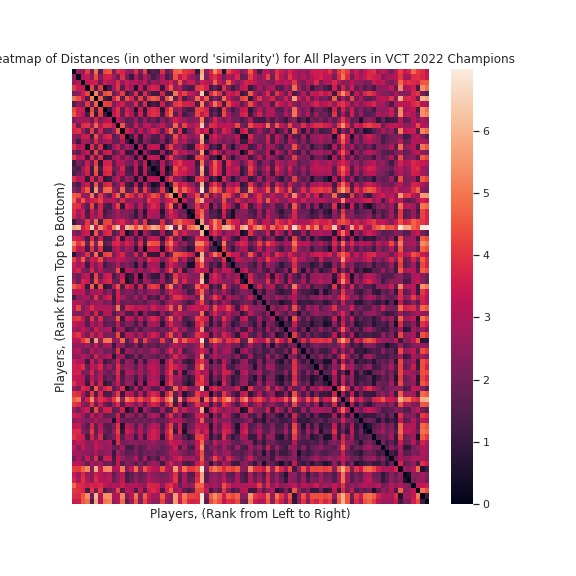 eatmap of Distances (in other word 'similarity') for All Players in VCT 2022 Champions
Players, (Rank from Top to Bottom)
6
5
4
3
2
1
0
Players, (Rank from Left to Right)